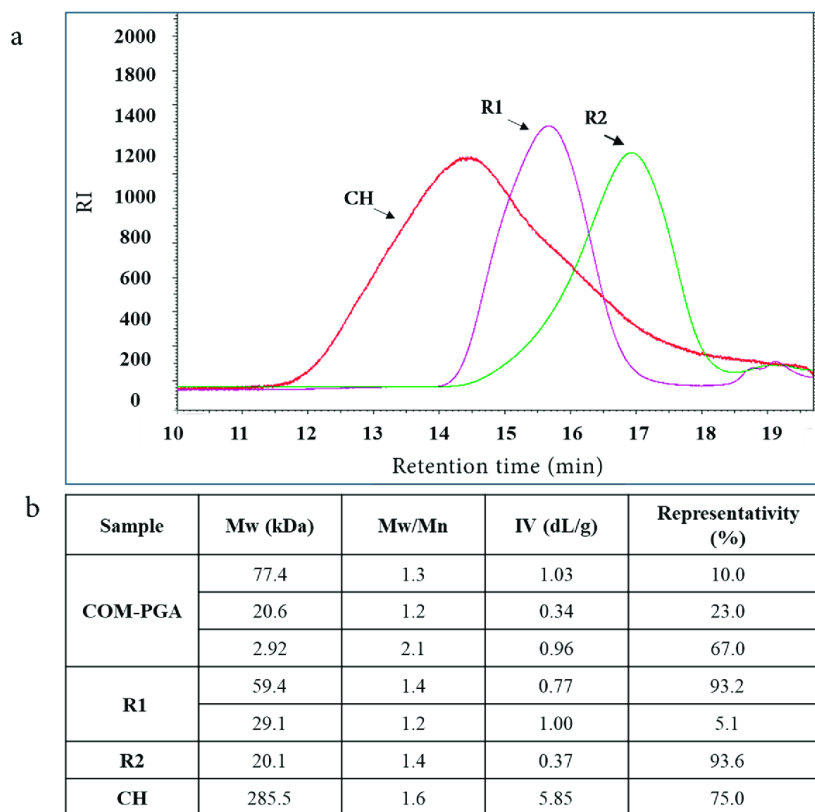 a
2000
1800
1400
1200
1000
800
600
400
200
0
RI
CH
R1
R2
10 11 12 13 14 15 16 17 18 19
Retention time (min)
b
Sample Mw (kDa) Mw/Mn IV (dL/g) Representativity (%)
COM-PGA 77.4 1.3 1.03 10.0
20.6 1.2 0.34 23.0
2.92 2.1 0.96 67.0
R1 59.4 1.4 0.77 93.2
29.1 1.2 1.00 5.1
R2 20.1 1.4 0.37 93.6
CH 285.5 1.6 5.85 75.0